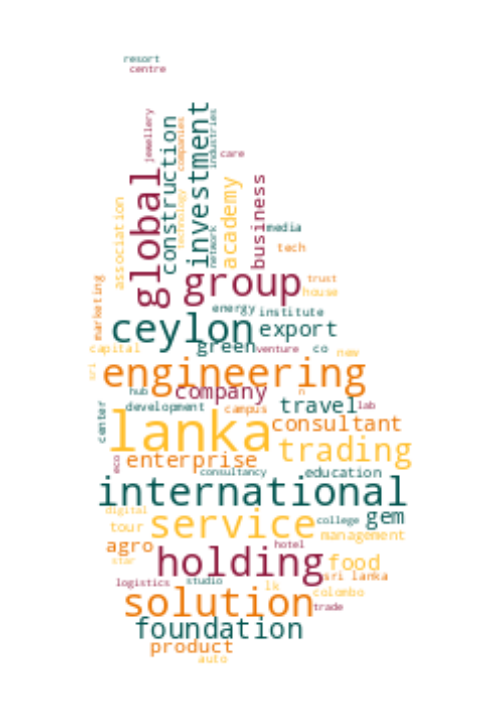 resort
centre
jewellery
global
construction
companies
technology
investment
industries
network
care
academy
business
association
media
tech
group
trust
house
marketing
energy
institute
ceylon
export
capital
green
venture
co
new
sri
engineering
hub
company
n
development
campus
travel
lab
center
lanka
consultant
trading
eco
enterprise
consultancy
education
international
digital
tour
service
college
gem
management
agro
star
holding
hotel
food
sri lanka
logistics
studio
lk
colombo
solution
trade
foundation
product
auto